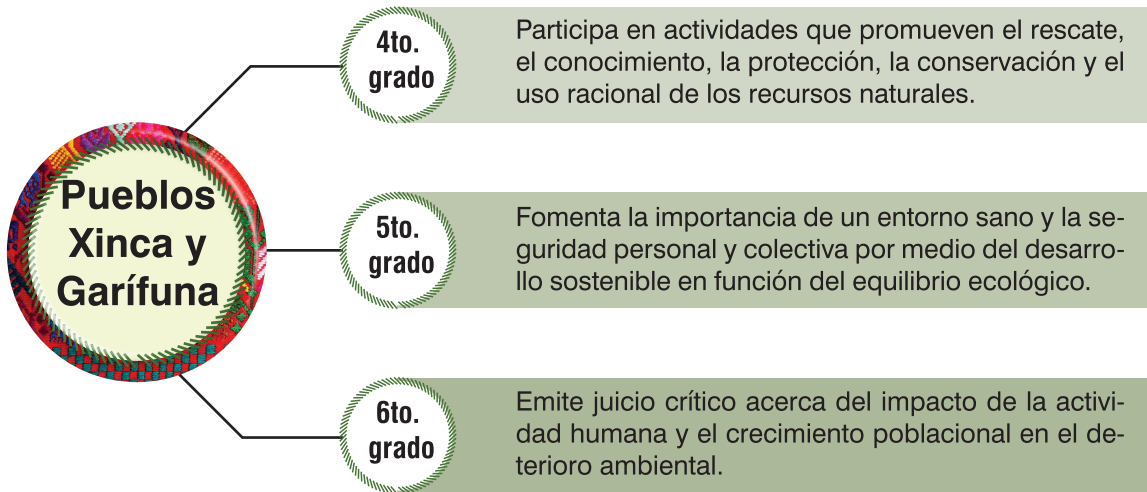 Pueblos
Xinca y
Garífuna
4to.
grado
Participa en actividades que promueven el rescate,
el conocimiento, la protección, la conservación y el
uso racional de los recursos naturales.
5to.
grado
Fomenta la importancia de un entorno sano y la se-
guridad personal y colectiva por medio del desarro-
llo sostenible en función del equilibrio ecológico.
6to.
grado
Emite juicio crítico acerca del impacto de la activi-
dad humana y el crecimiento poblacional en el de-
terioro ambiental.